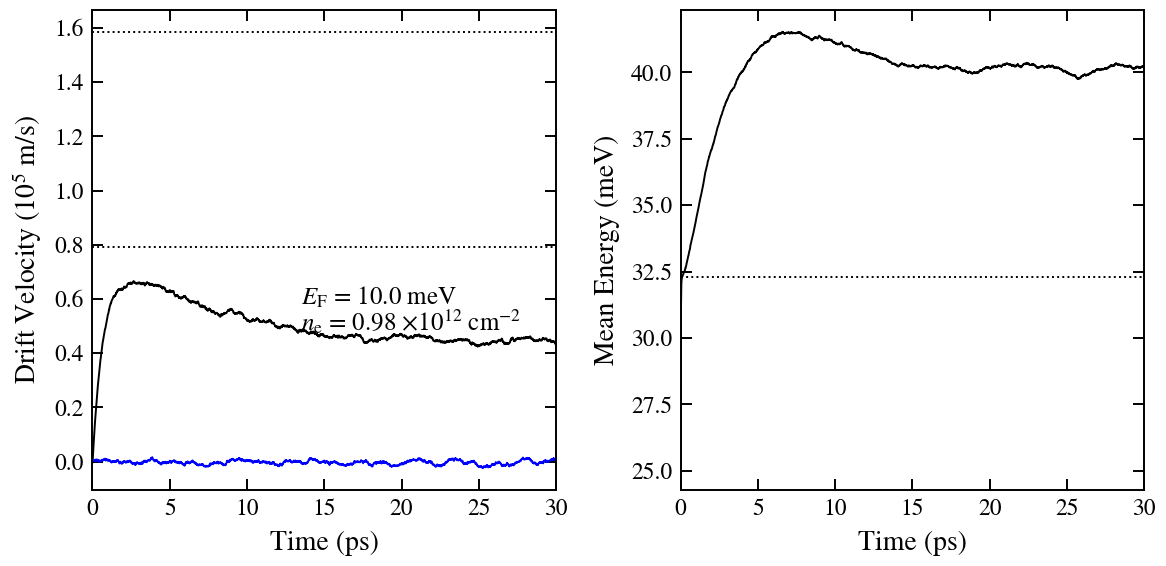 Drift Velocity (10⁵ m/s)
1.6
1.4
1.2
1.0
0.8
0.6
0.4
0.2
0.0
E_F = 10.0 meV
n_e = 0.98 ×10¹² cm⁻²
0 5 10 15 20 25 30
Time (ps)
Mean Energy (meV)
40.0
37.5
35.0
32.5
30.0
27.5
25.0
0 5 10 15 20 25 30
Time (ps)